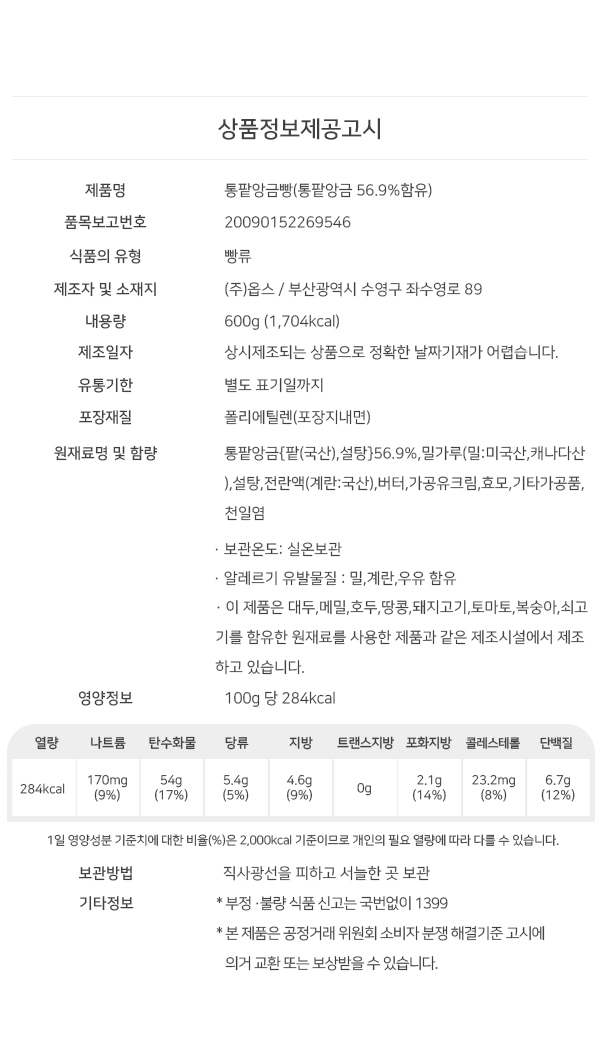 상품정보제공고시
제품명 통팥앙금빵(통팥앙금 56.9%함유)
품목보고번호 20090152269546
식품의 유형 빵류
제조자 및 소재지 (주)옵스 / 부산광역시 수영구 좌수영로 89
내용량 600g (1,704kcal)
제조일자 상시제조되는 상품으로 정확한 날짜기재가 어렵습니다.
유통기한 별도 표기일까지
포장재질 폴리에틸렌(포장지내면)
원재료명 및 함량 통팥앙금{팥(국산),설탕}56.9%,밀가루(밀:미국산,캐나다산
),설탕,전란액(계란:국산),버터,가공유크림,효모,기타가공품,
천일염
· 보관온도: 실온보관
· 알레르기 유발물질 : 밀,계란,우유 함유
· 이 제품은 대두,메밀,호두,땅콩,돼지고기,토마토,복숭아,쇠고
기를 함유한 원재료를 사용한 제품과 같은 제조시설에서 제조
하고 있습니다.
영양정보 100g 당 284kcal
열량 나트륨 탄수화물 당류 지방 트랜스지방 포화지방 콜레스테롤 단백질
284kcal 170mg 54g 5.4g 4.6g 0g 2.1g 23.2mg 6.7g
(9%) (17%) (5%) (9%) (14%) (8%) (12%)
1일 영양성분 기준치에 대한 비율(%)은 2,000kcal 기준이므로 개인의 필요 열량에 따라 다를 수 있습니다.
보관방법 직사광선을 피하고 서늘한 곳 보관
기타정보 * 부정 ·불량 식품 신고는 국번없이 1399
* 본 제품은 공정거래 위원회 소비자 분쟁 해결기준 고시에
의거 교환 또는 보상받을 수 있습니다.